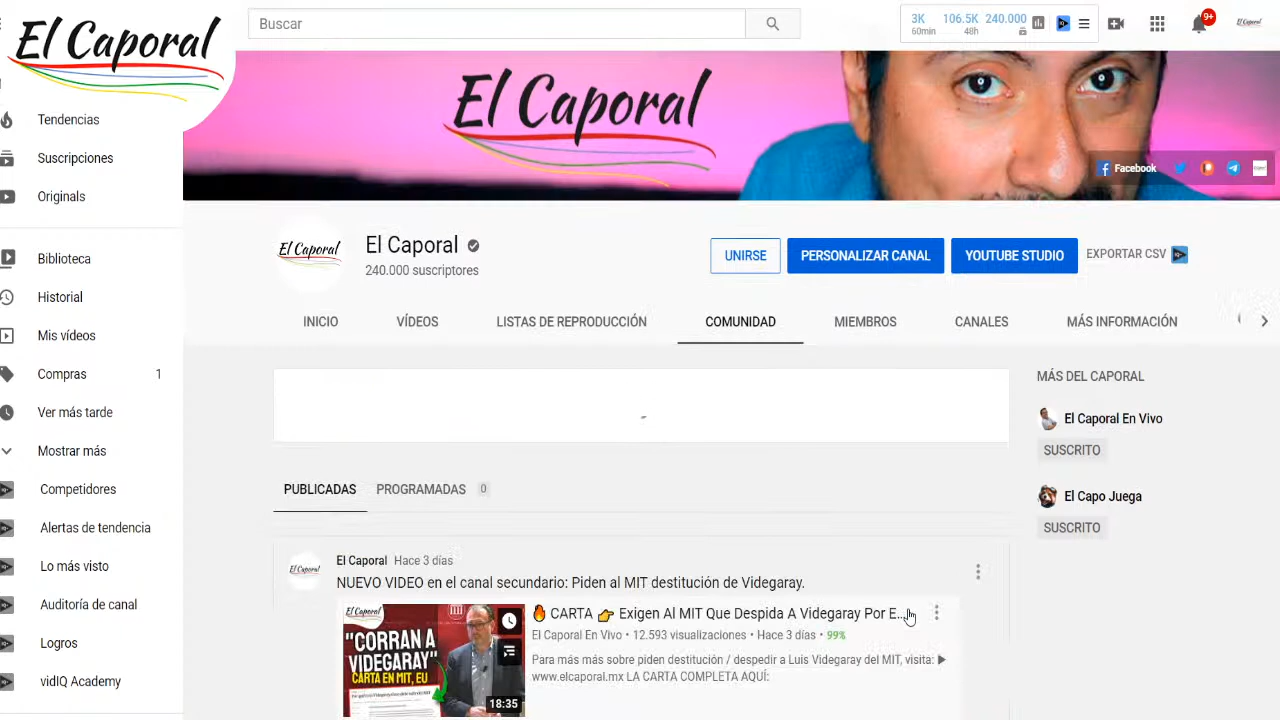 El Caporal
Buscar
3K 106.5K 240.000
60min 48h
9+
El Caporal
Tendencias
Suscripciones
Originals
Biblioteca
Historial
Mis vídeos
Compras 1
Ver más tarde
Mostrar más
Competidores
Alertas de tendencia
Lo más visto
Auditoría de canal
Logros
vidIQ Academy
El Caporal
Facebook
El Caporal
El Caporal
240.000 suscriptores
UNIRSE
PERSONALIZAR CANAL
YOUTUBE STUDIO
EXPORTAR CSV
INICIO
VÍDEOS
LISTAS DE REPRODUCCIÓN
COMUNIDAD
MIEMBROS
CANALES
MÁS INFORMACIÓN
MÁS DEL CAPORAL
El Caporal En Vivo
SUSCRITO
El Capo Juega
SUSCRITO
PUBLICADAS
PROGRAMADAS 0
El Caporal
El Caporal Hace 3 días
NUEVO VIDEO en el canal secundario: Piden al MIT destitución de Videgaray.
El Caporal
"CORRAN A
VIDEGARAY"
CARTA EN MIT, EU
18:35
🔥 CARTA 👉 Exigen Al MIT Que Despida A Videgaray Por E...
El Caporal En Vivo • 12.593 visualizaciones • Hace 3 días • 99%
Para más más sobre piden destitución / despedir a Luis Videgaray del MIT, visita: ▶
www.elcaporal.mx LA CARTA COMPLETA AQUÍ: